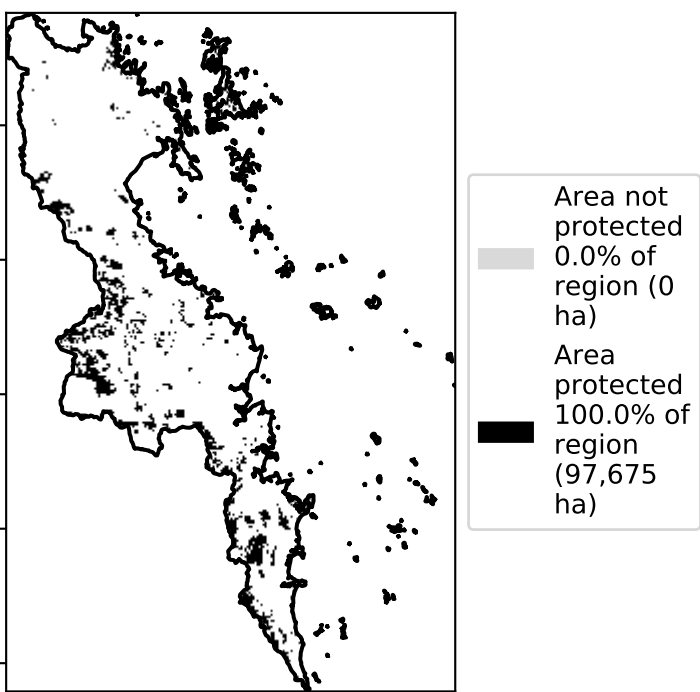 Area not
protected
0.0% of
region (0
ha)
Area
protected
100.0% of
region
(97,675
ha)